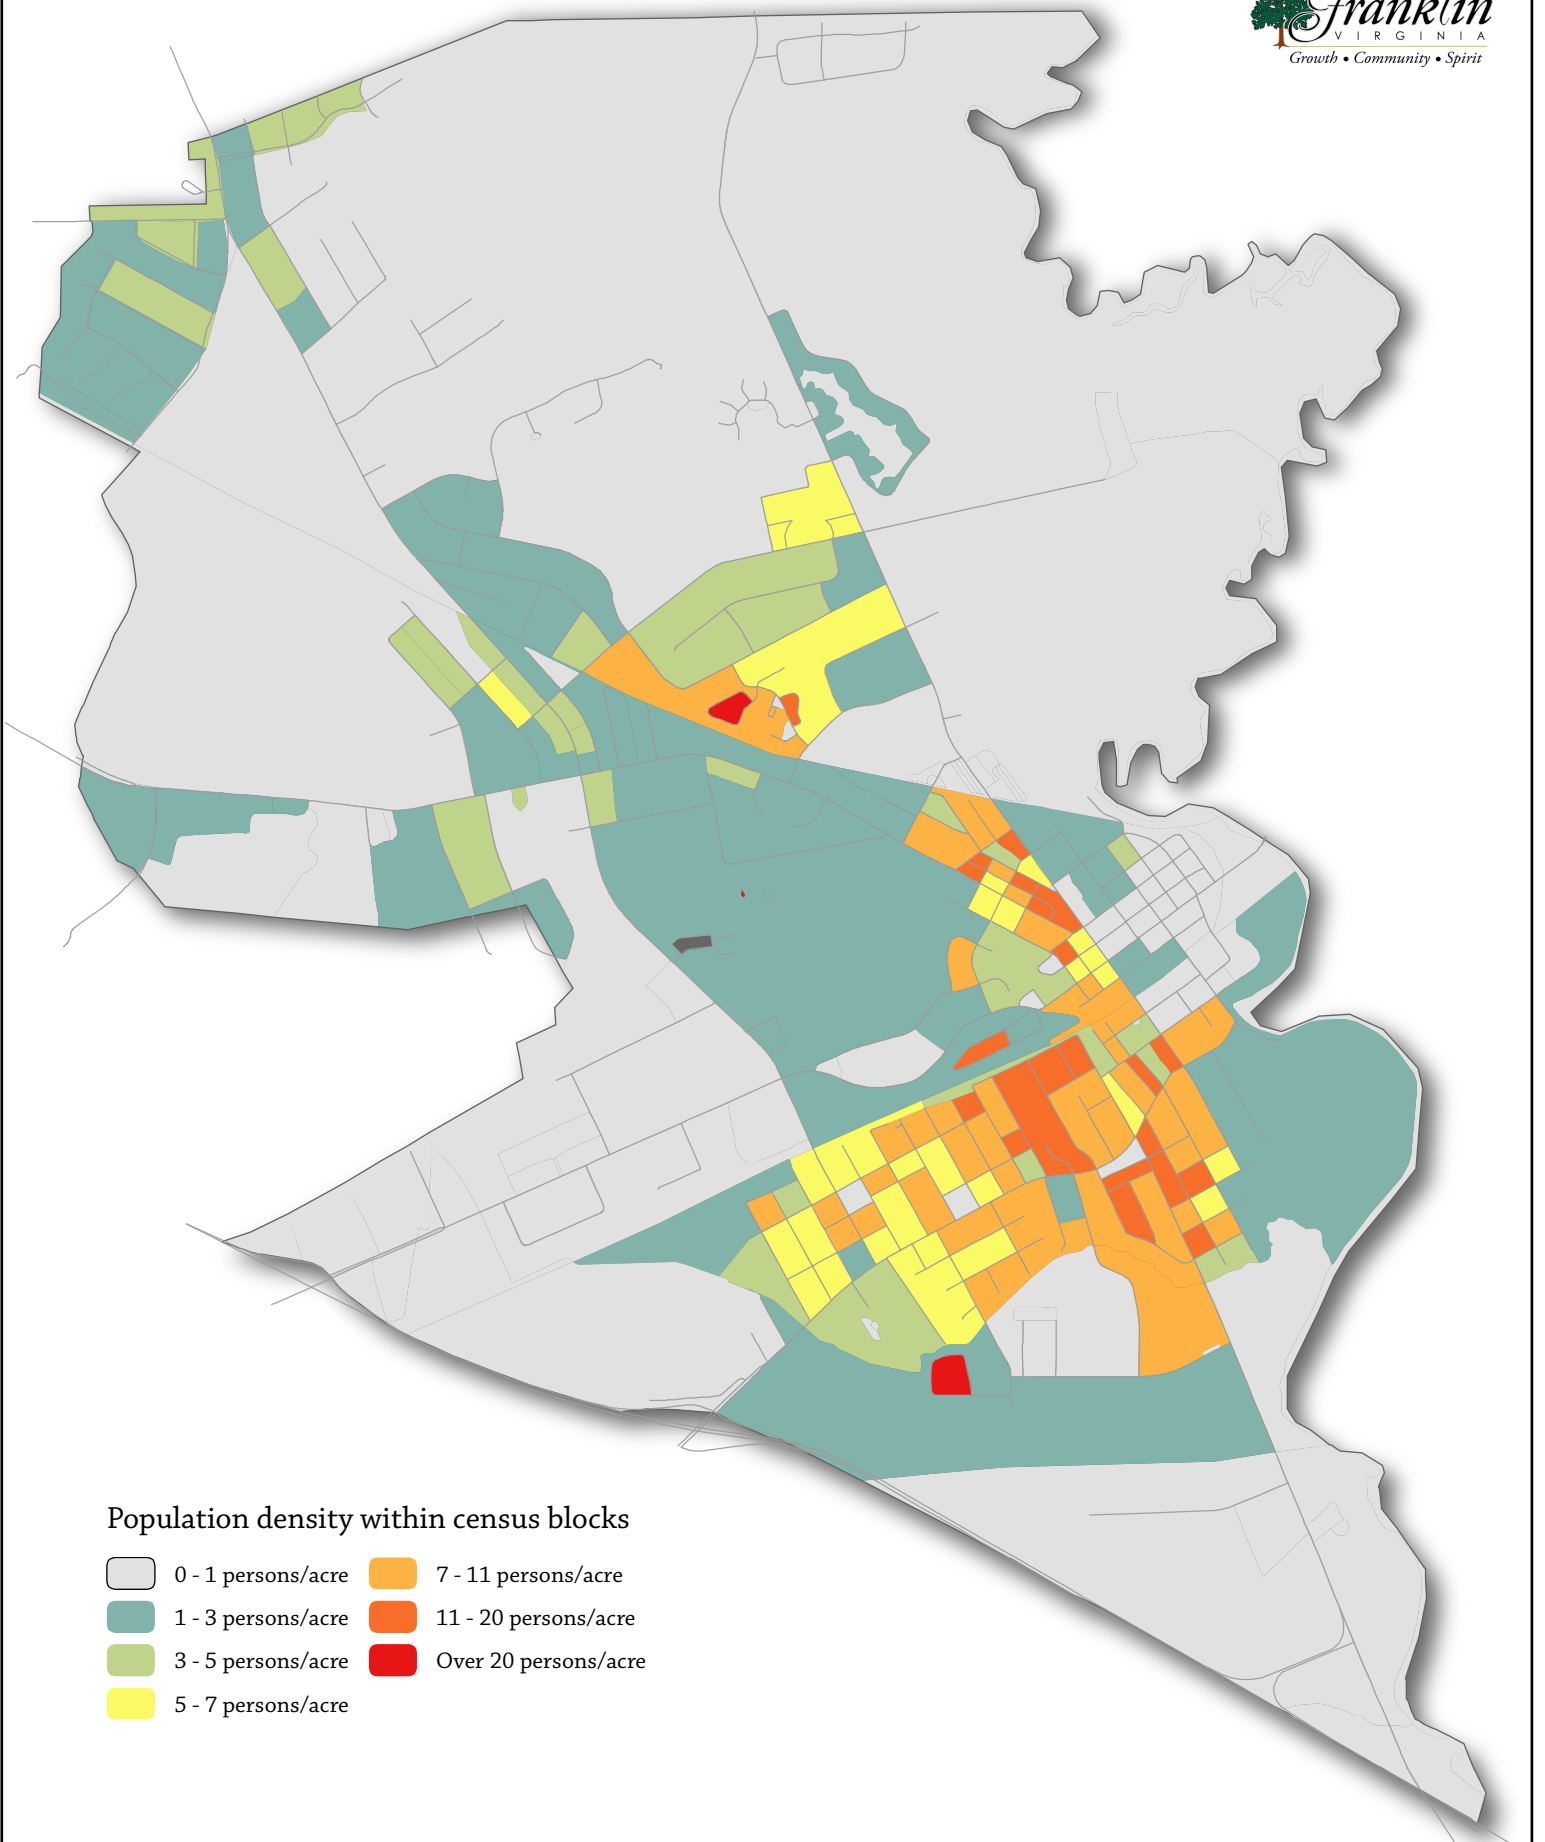 Franklin
VIRGINIA
Growth • Community • Spirit
Population density within census blocks
0 - 1 persons/acre
1 - 3 persons/acre
3 - 5 persons/acre
5 - 7 persons/acre
7 - 11 persons/acre
11 - 20 persons/acre
Over 20 persons/acre